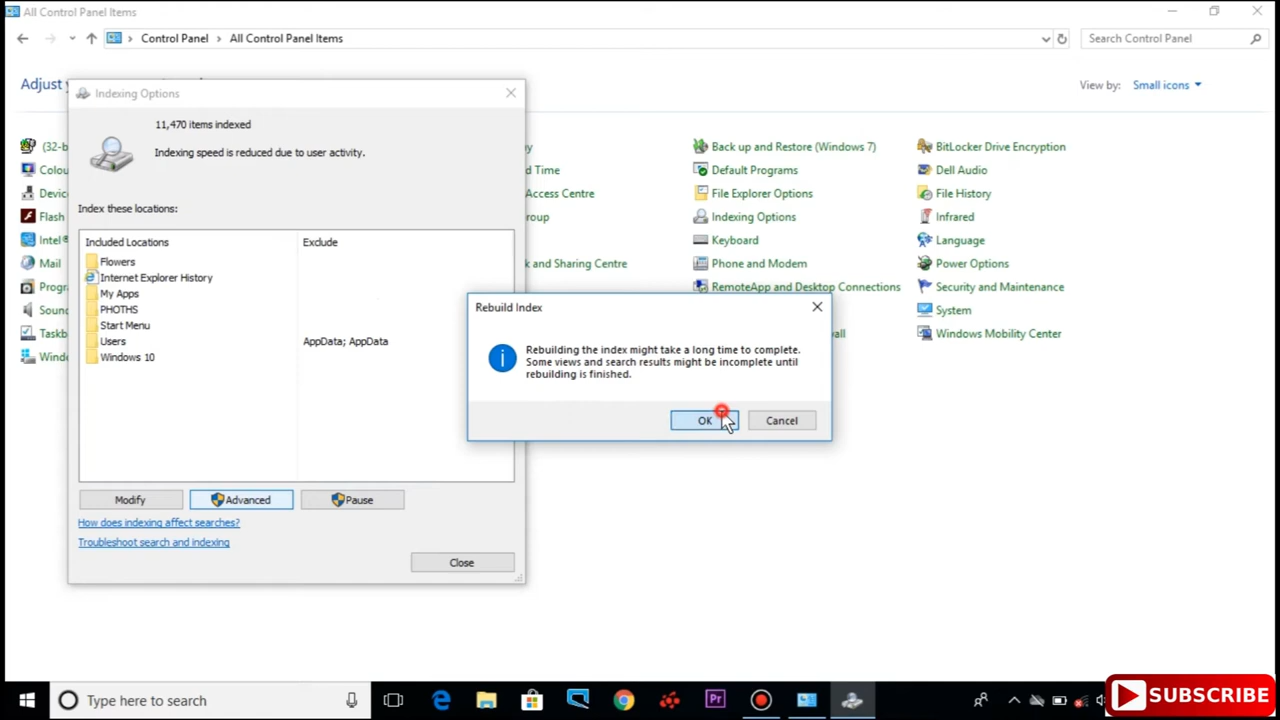 All Control Panel Items
Control Panel > All Control Panel Items
Search Control Panel
Adjust
View by: Small icons
Indexing Options
11,470 items indexed
Indexing speed is reduced due to user activity.
Index these locations:
Included Locations
Exclude
Flowers
Internet Explorer History
My Apps
PHOTHS
Start Menu
Users
AppData; AppData
Windows 10
Modify
Advanced
Pause
How does indexing affect searches?
Troubleshoot search and indexing
Close
(32-b
Colou
Devic
Flash
Intel®
Mail
Progr
Sound
Taskb
Windo
d Time
Access Centre
k and Sharing Centre
Back up and Restore (Windows 7)
Default Programs
File Explorer Options
Indexing Options
Keyboard
Phone and Modem
RemoteApp and Desktop Connections
BitLocker Drive Encryption
Dell Audio
File History
Infrared
Language
Power Options
Security and Maintenance
System
Windows Mobility Center
Rebuild Index
Rebuilding the index might take a long time to complete.
Some views and search results might be incomplete until
rebuilding is finished.
OK
Cancel
Type here to search
Pr
SUBSCRIBE